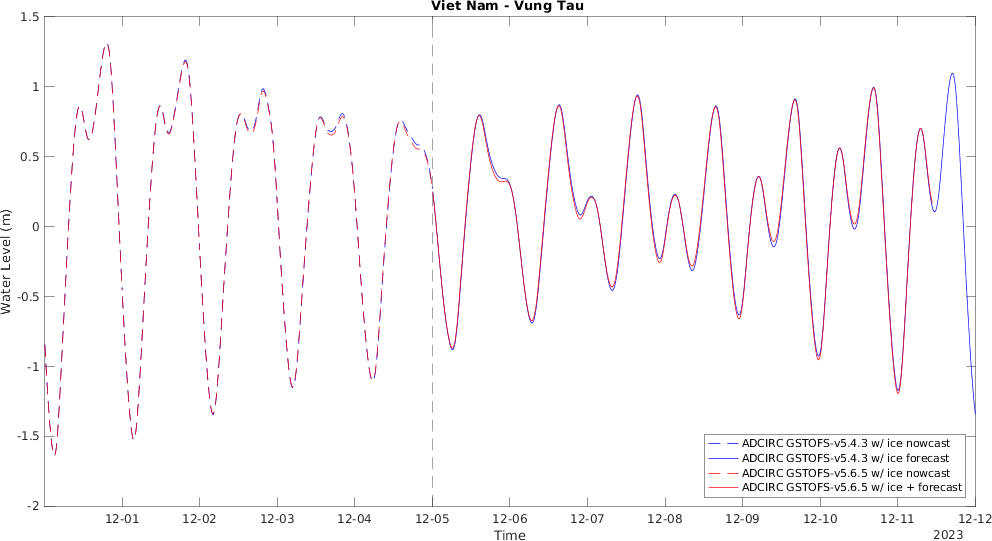 Viet Nam - Vung Tau
1.5
1
0.5
0
-0.5
-1
-1.5
-2
Water Level (m)
12-01 12-02 12-03 12-04 12-05 12-06 12-07 12-08 12-09 12-10 12-11 12-12
Time
2023
ADCIRC GSTOFS-v5.4.3 w/ ice nowcast
ADCIRC GSTOFS-v5.4.3 w/ ice forecast
ADCIRC GSTOFS-v5.6.5 w/ ice nowcast
ADCIRC GSTOFS-v5.6.5 w/ ice + forecast